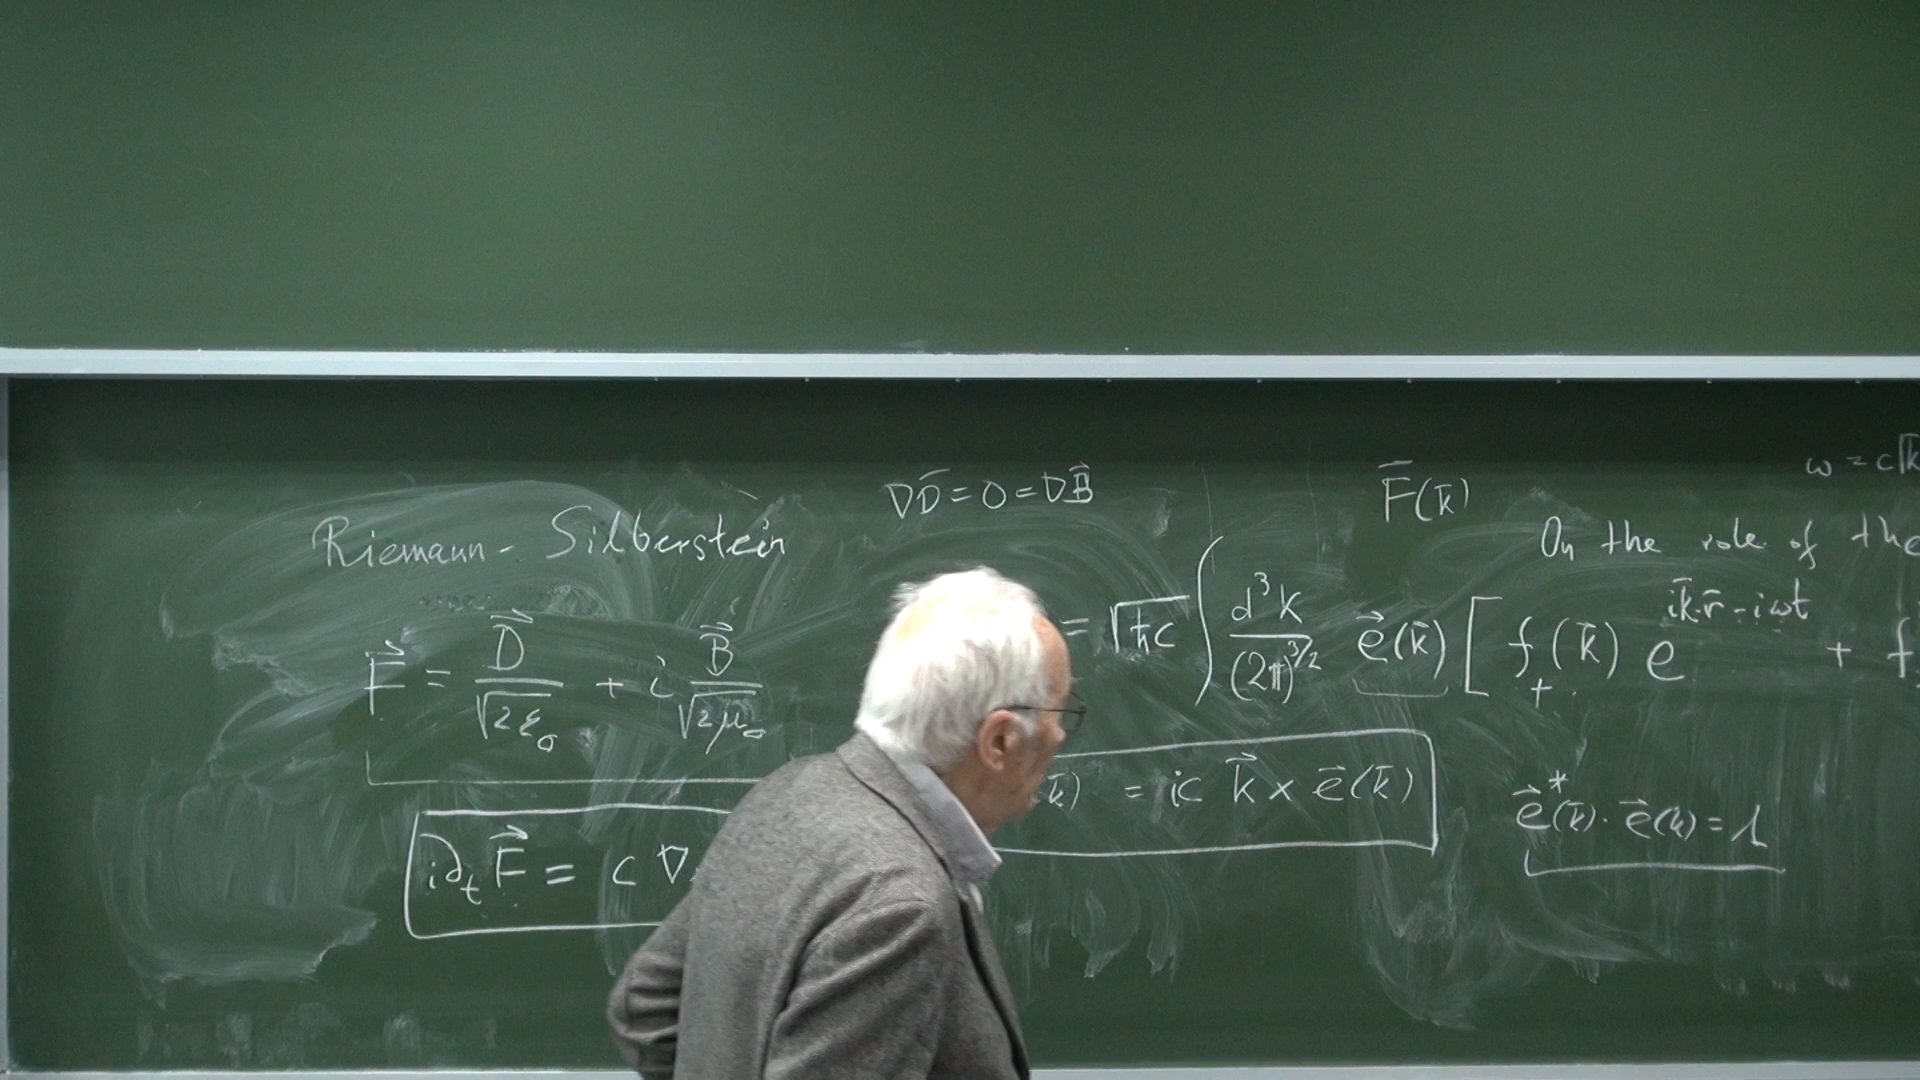 ∇D⃗ = 0 = ∇B⃗
F̄(k̄)
ω = c|k̄
Riemann - Silberstein
On the role of the
F⃗ = D⃗/√2ε₀ + i B⃗/√2μ₀
= √ħc ∫ d³k/(2π)^3/2 e⃗(k̄) [ f₊(k̄) e^{ik̄·r̄ - iωt} + f
k̄) = ic k⃗ × e⃗(k̄)
e⃗*(k̄) · e⃗(k) = 1
i∂ₜ F⃗ = c ∇